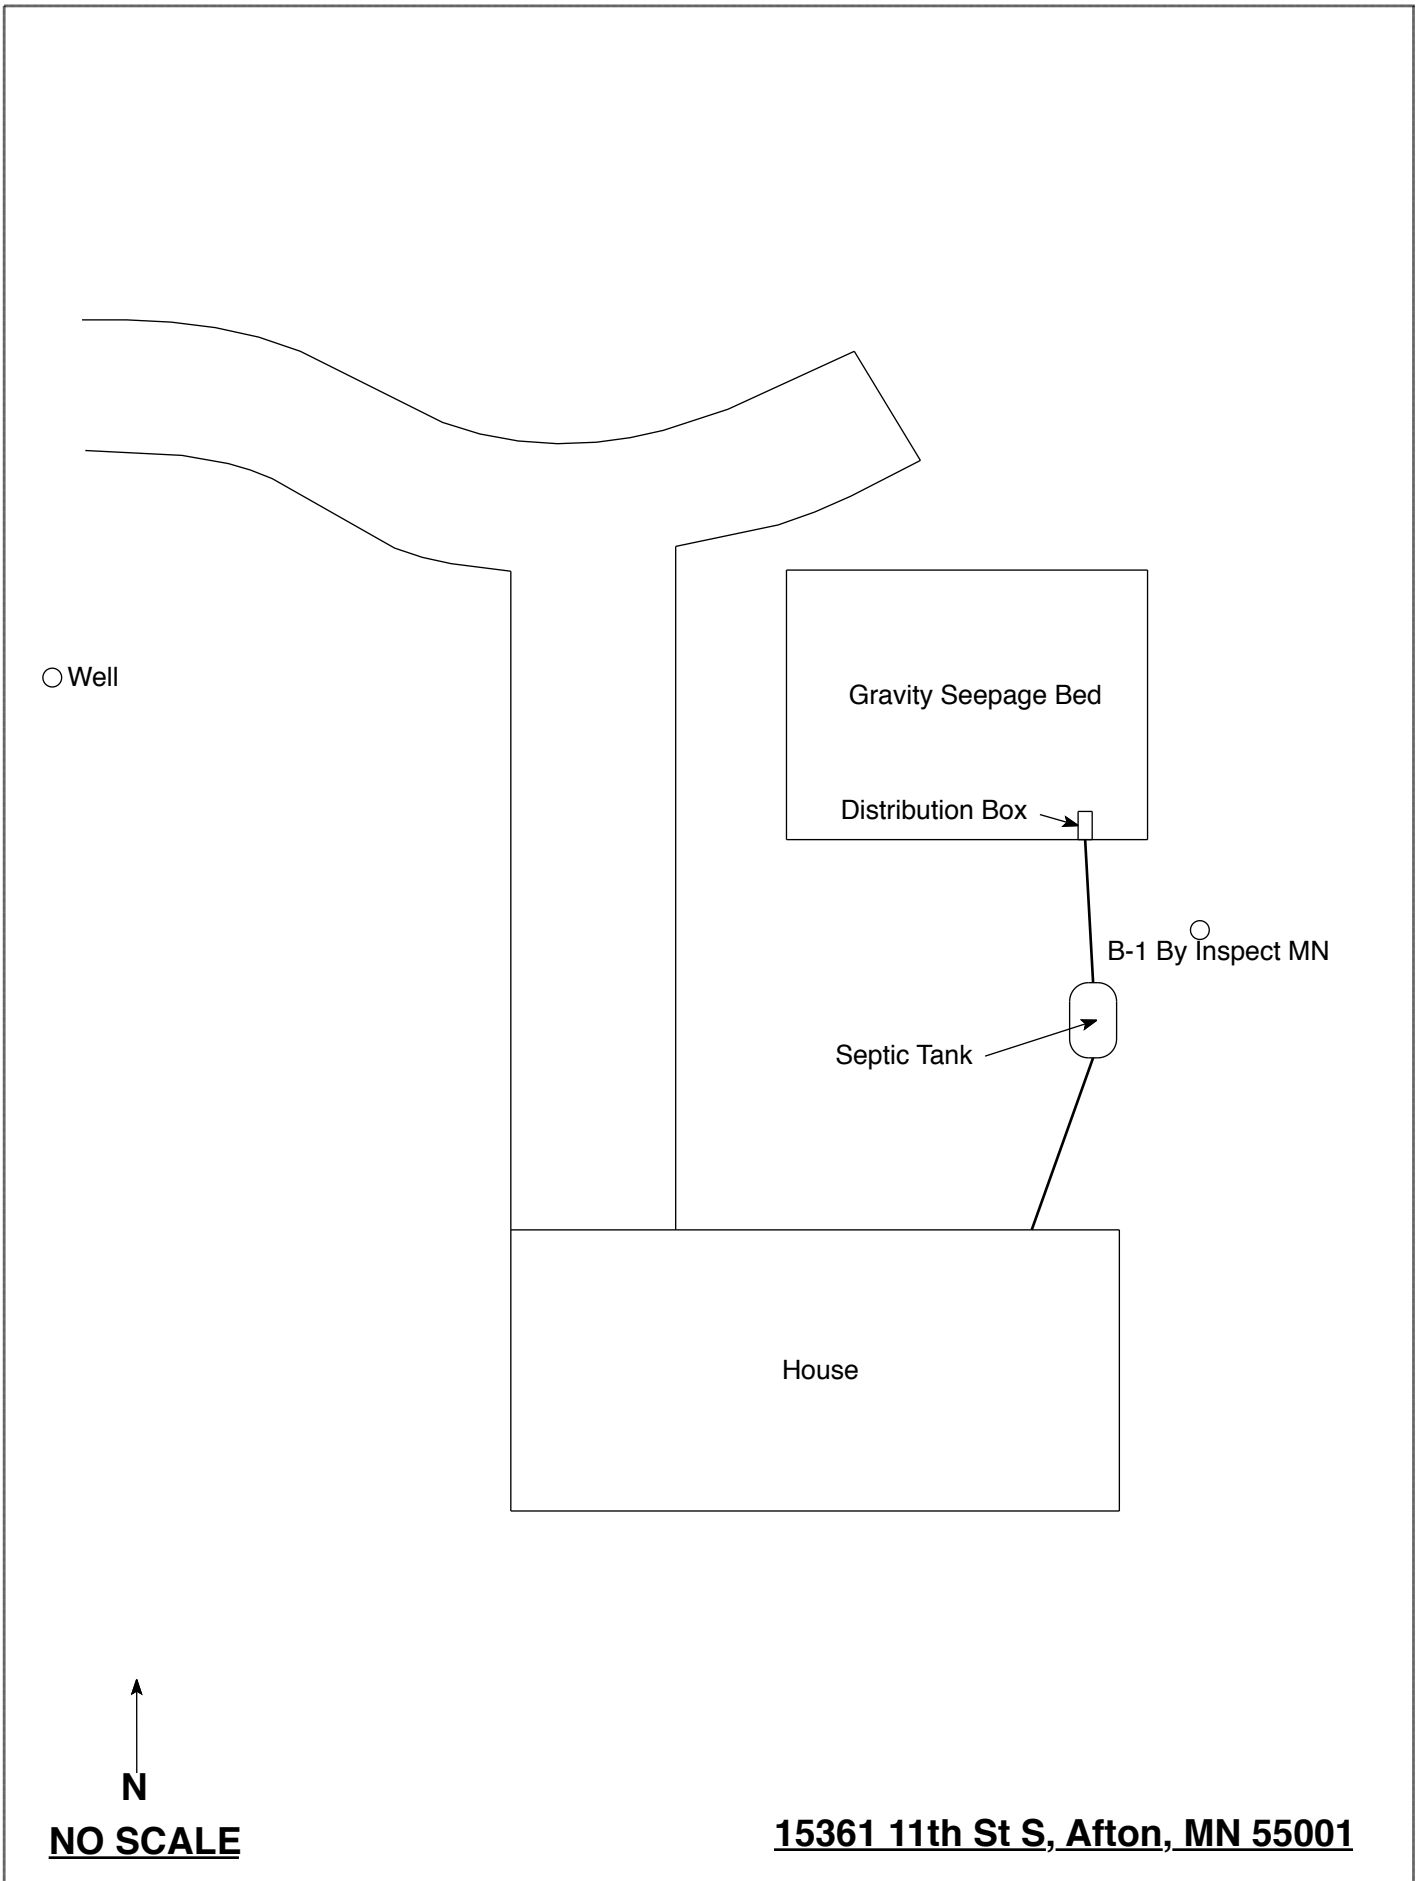 Well
Gravity Seepage Bed
Distribution Box
B-1 By Inspect MN
Septic Tank
House
N
NO SCALE
15361 11th St S, Afton, MN 55001